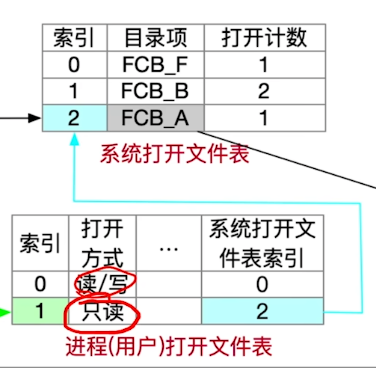 索引 目录项 打开计数
0 FCB_F 1
1 FCB_B 2
2 FCB_A 1
系统打开文件表
索引 打开方式 … 系统打开文件表索引
0 读/写 0
1 只读 2
进程(用户)打开文件表